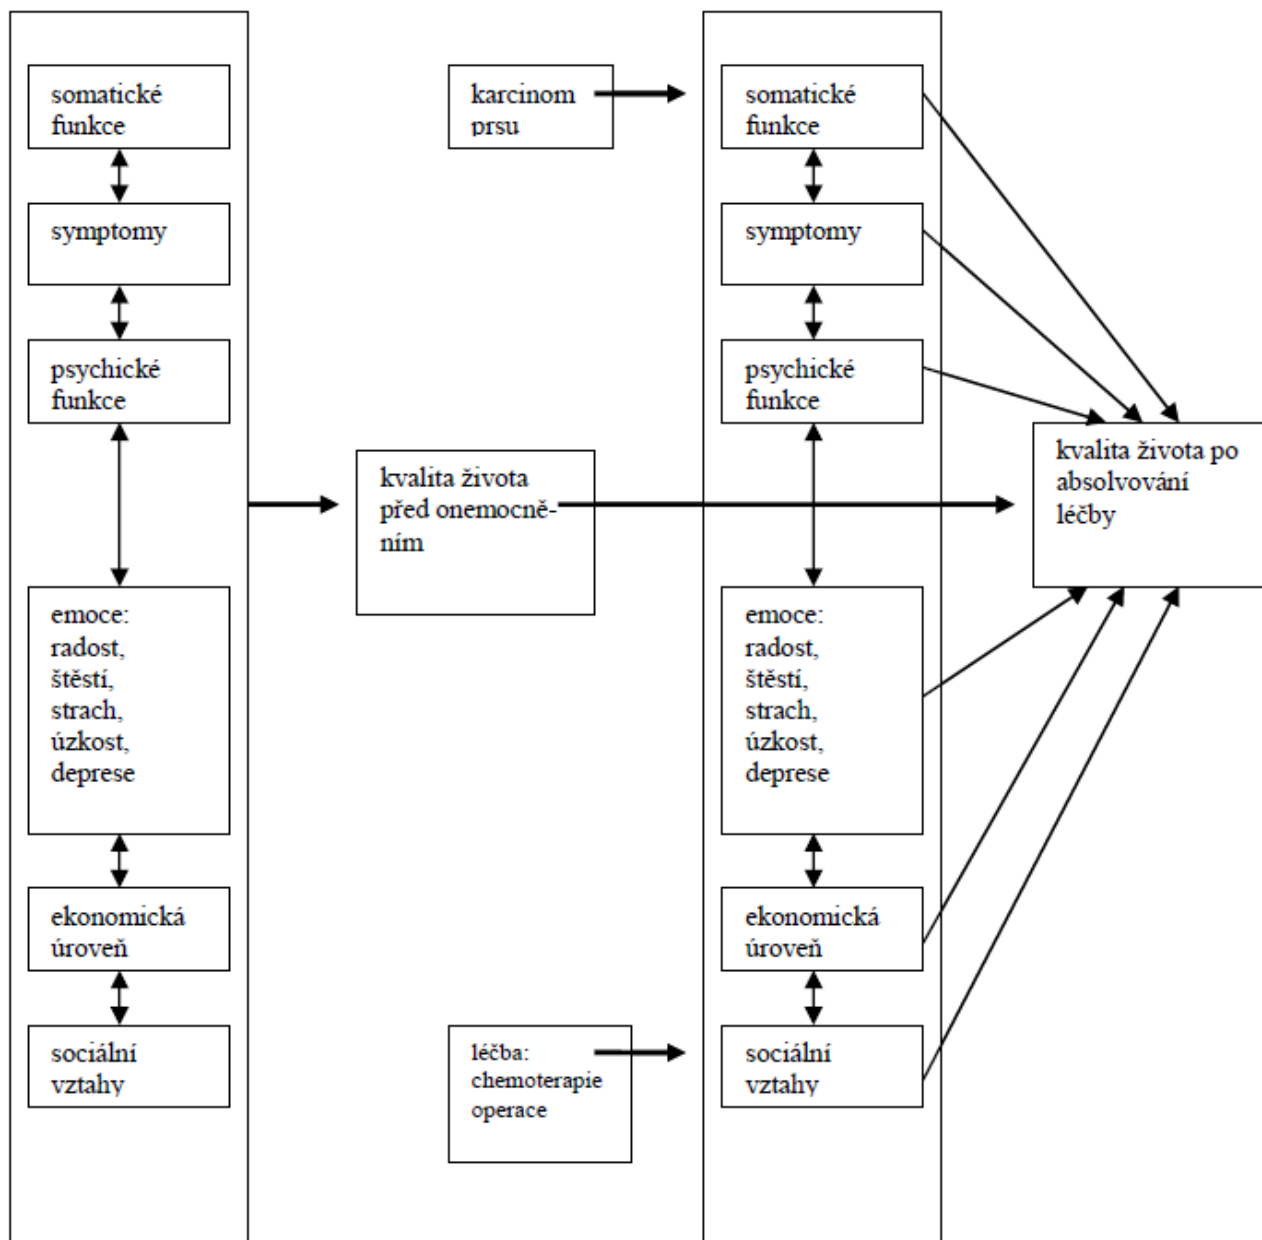 somatické
funkce
symptomy
psychické
funkce
emoce:
radost,
štěstí,
strach,
úzkost,
deprese
ekonomická
úroveň
sociální
vztahy
kvalita života
před onemocně-
ním
karcinom
prsu
léčba:
chemoterapie
operace
somatické
funkce
symptomy
psychické
funkce
emoce:
radost,
štěstí,
strach,
úzkost,
deprese
ekonomická
úroveň
sociální
vztahy
kvalita života po
absolvování
léčby